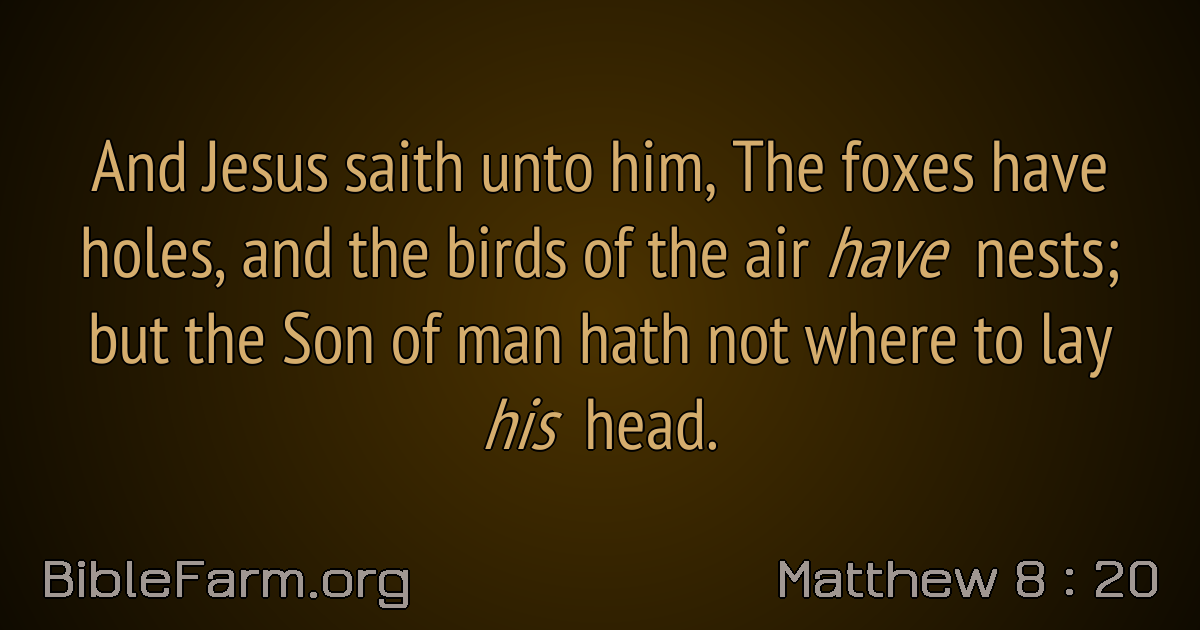 And Jesus saith unto him, The foxes have
holes, and the birds of the air have nests;
but the Son of man hath not where to lay
his head.
BibleFarm.org
Matthew 8 : 20